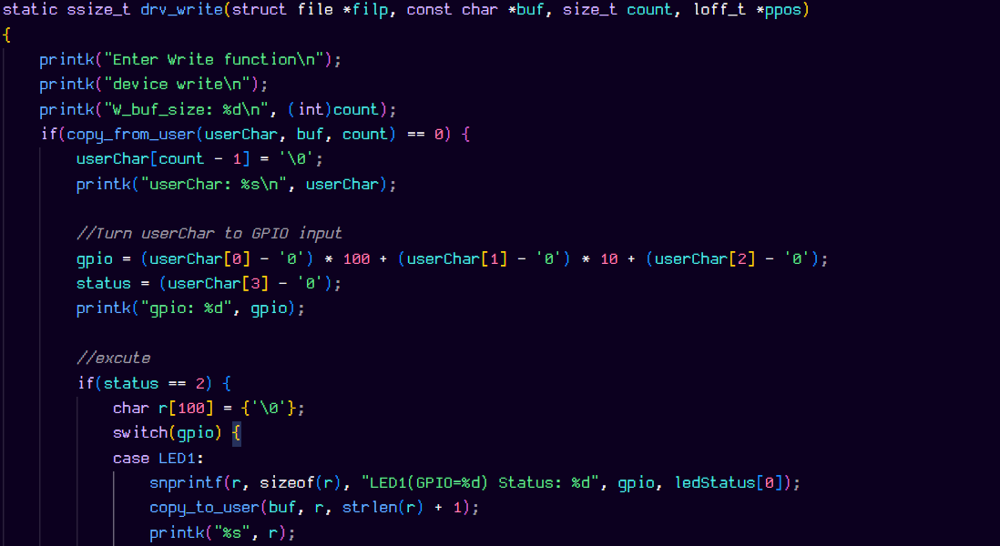 static ssize_t drv_write(struct file *filp, const char *buf, size_t count, loff_t *ppos)
{
    printk("Enter Write function\n");
    printk("device write\n");
    printk("W_buf_size: %d\n", (int)count);
    if(copy_from_user(userChar, buf, count) == 0) {
        userChar[count - 1] = '\0';
        printk("userChar: %s\n", userChar);

        //Turn userChar to GPIO input
        gpio = (userChar[0] - '0') * 100 + (userChar[1] - '0') * 10 + (userChar[2] - '0');
        status = (userChar[3] - '0');
        printk("gpio: %d", gpio);

        //excute
        if(status == 2) {
            char r[100] = {'\0'};
            switch(gpio) {
            case LED1:
                snprintf(r, sizeof(r), "LED1(GPIO=%d) Status: %d", gpio, ledStatus[0]);
                copy_to_user(buf, r, strlen(r) + 1);
                printk("%s", r);